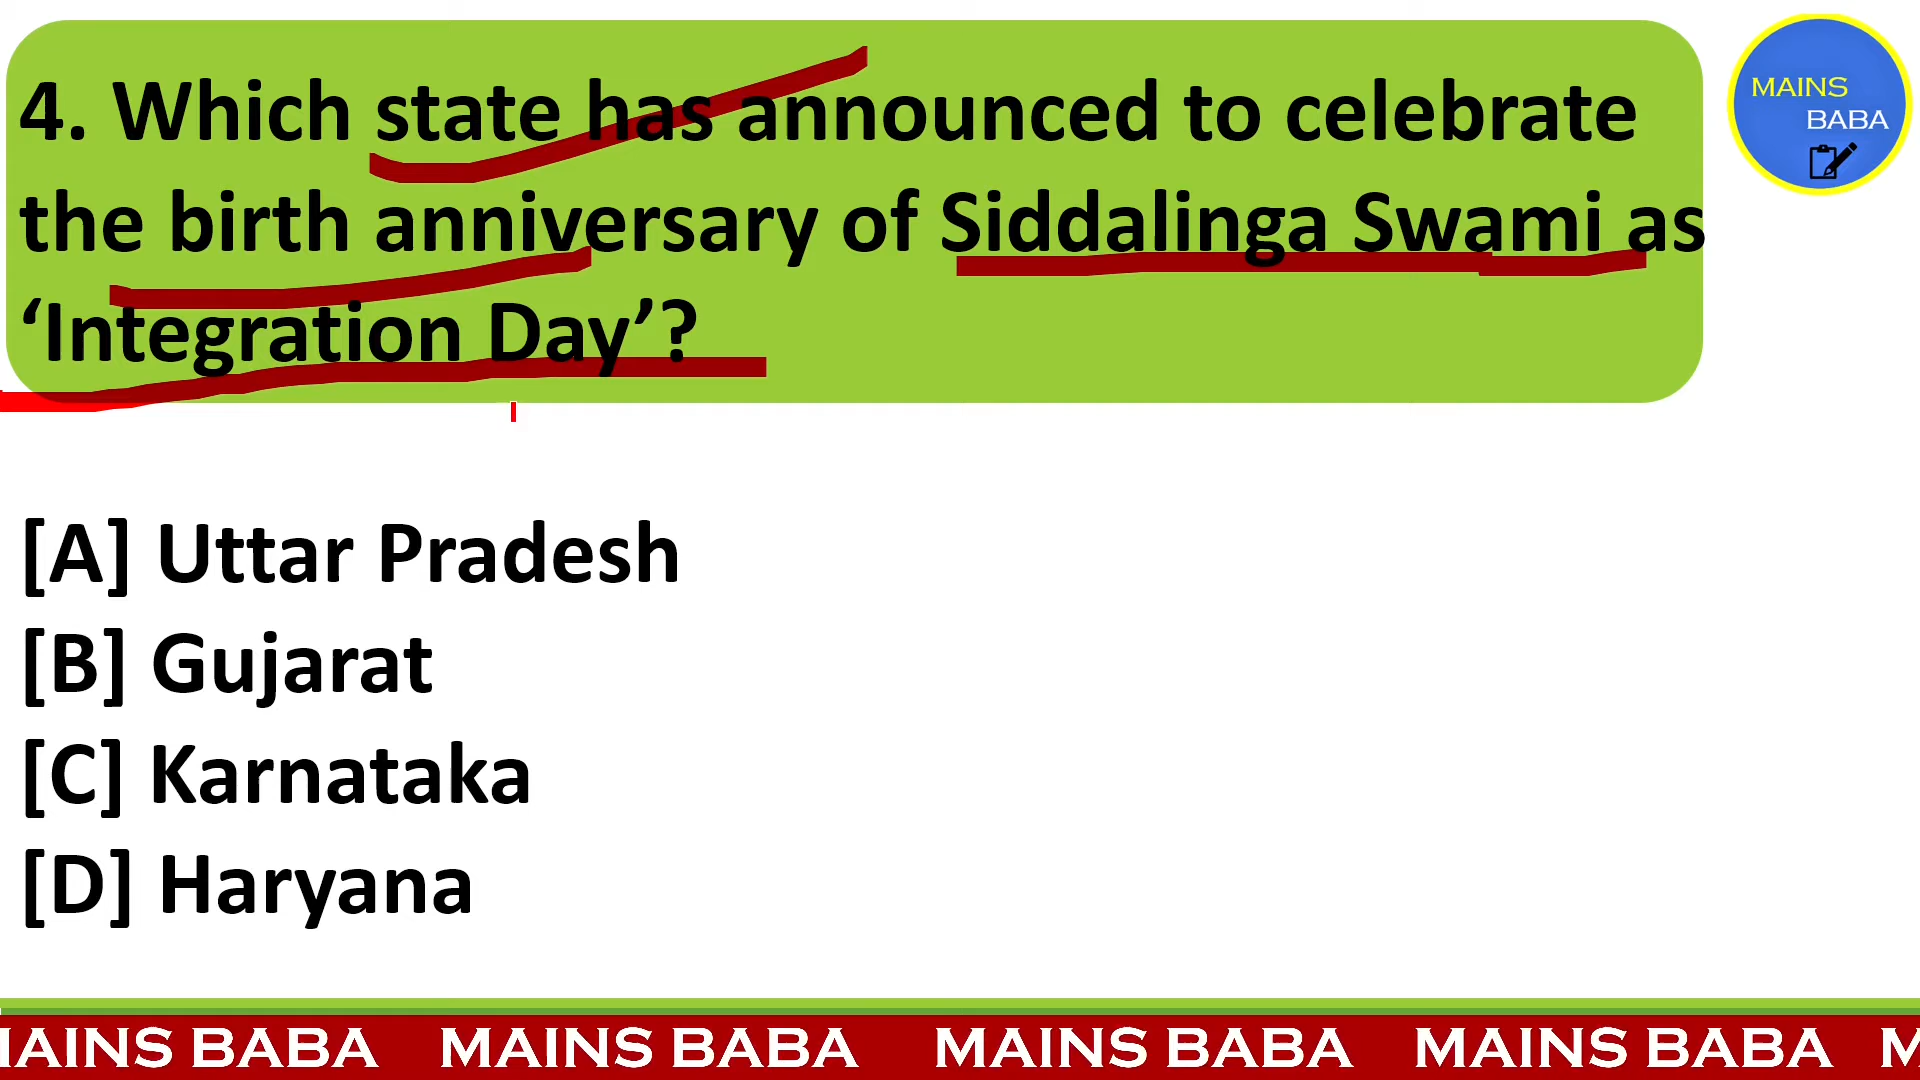 4. Which state has announced to celebrate
the birth anniversary of Siddalinga Swami as
‘Integration Day’?
MAINS
BABA
[A] Uttar Pradesh
[B] Gujarat
[C] Karnataka
[D] Haryana
MAINS BABA MAINS BABA MAINS BABA MAINS BABA M